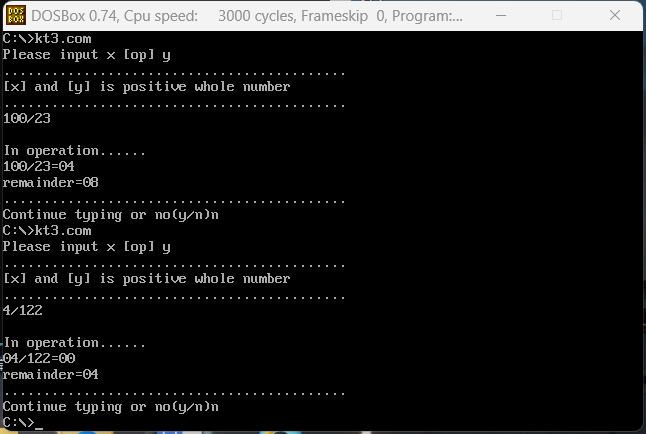 DOSBox 0.74, Cpu speed: 3000 cycles, Frameskip 0, Program:...
C:\>kt3.com
Please input x [op] y
...........................................
[x] and [y] is positive whole number
...........................................
100/23
In operation......
100/23=04
remainder=08
...........................................
Continue typing or no(y/n)n
C:\>kt3.com
Please input x [op] y
...........................................
[x] and [y] is positive whole number
...........................................
4/122
In operation......
04/122=00
remainder=04
...........................................
Continue typing or no(y/n)n
C:\>_